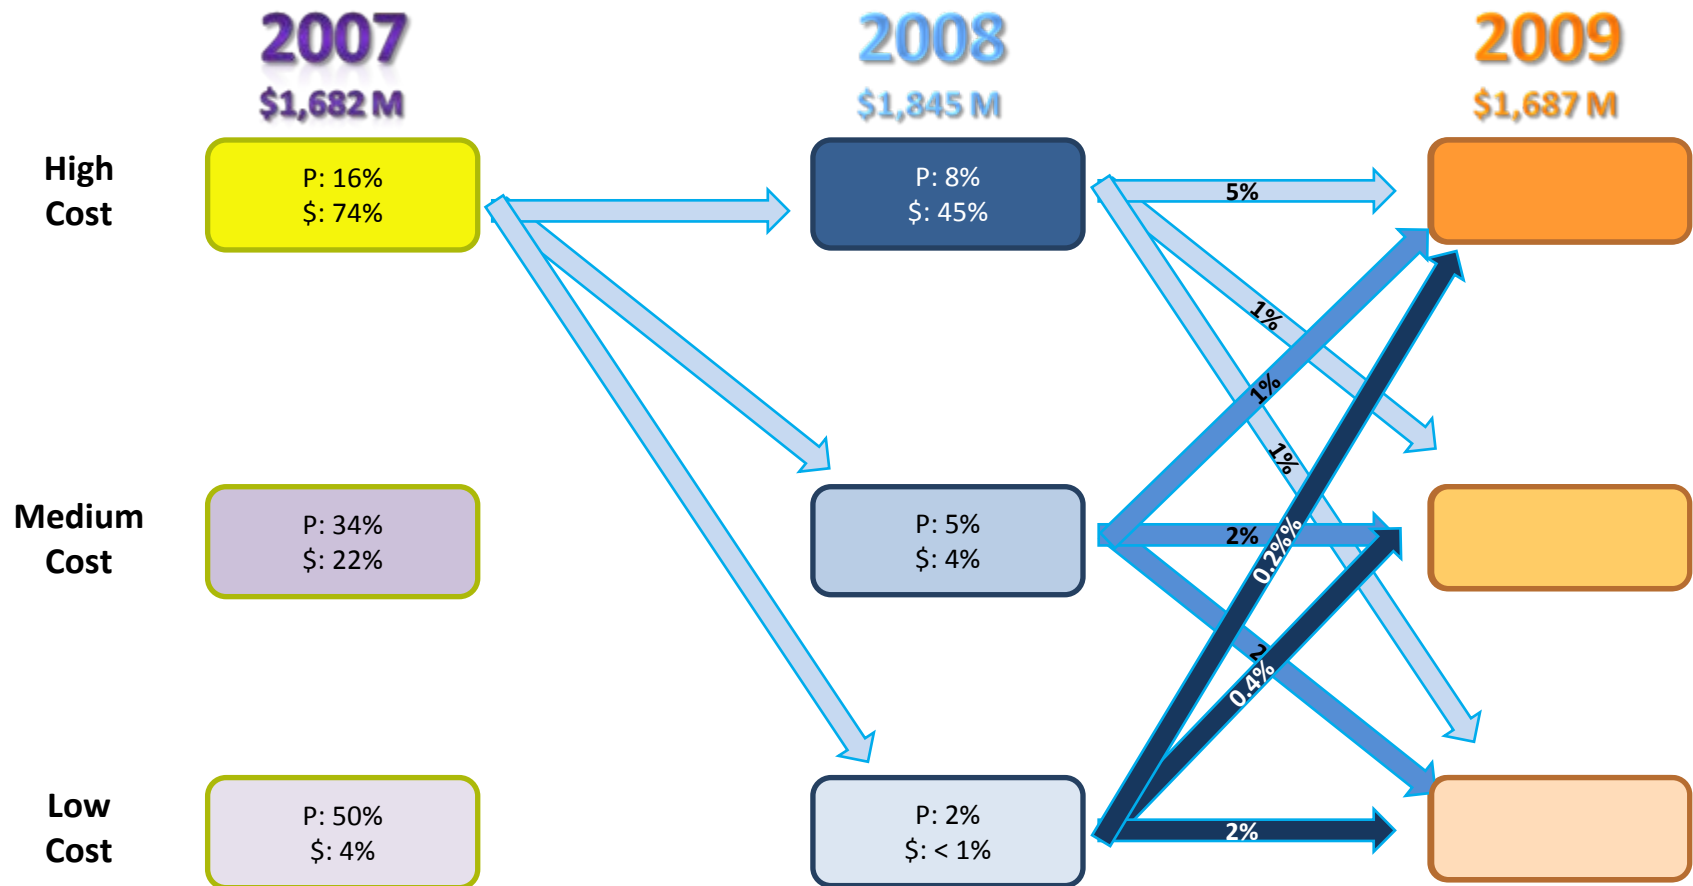 2007
2008
2009
$1,682 M
$1,845 M
$1,687 M
High
Cost
P: 16%
$: 74%
P: 8%
$: 45%
5%
1%
1%
1%
Medium
Cost
P: 34%
$: 22%
P: 5%
$: 4%
2%
0.2%%
2
0.4%
Low
Cost
P: 50%
$: 4%
P: 2%
$: < 1%
2%